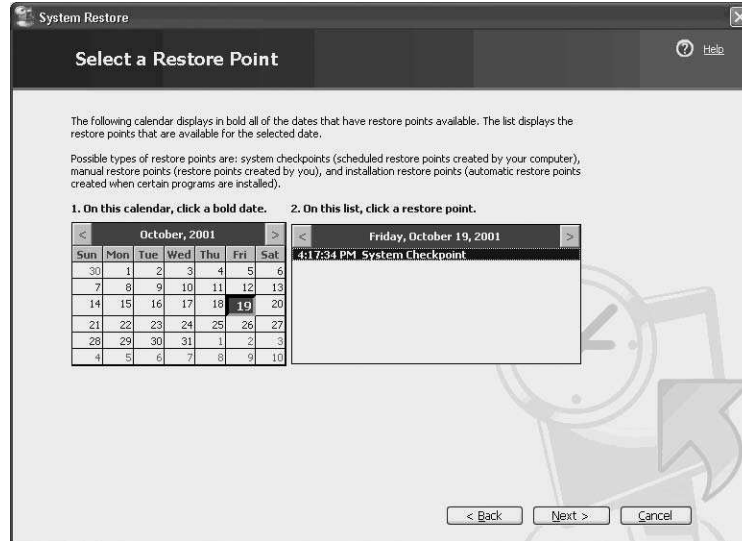 System Restore
Select a Restore Point
Help
The following calendar displays in bold all of the dates that have restore points available. The list displays the
restore points that are available for the selected date.
Possible types of restore points are: system checkpoints (scheduled restore points created by your computer),
manual restore points (restore points created by you), and installation restore points (automatic restore points
created when certain programs are installed).
1. On this calendar, click a bold date.
2. On this list, click a restore point.
< October, 2001 >
Sun Mon Tue Wed Thu Fri Sat
30 1 2 3 4 5 6
7 8 9 10 11 12 13
14 15 16 17 18 19 20
21 22 23 24 25 26 27
28 29 30 31 1 2 3
4 5 6 7 8 9 10
< Friday, October 19, 2001 >
4:17:34 PM System Checkpoint
< Back
Next >
Cancel